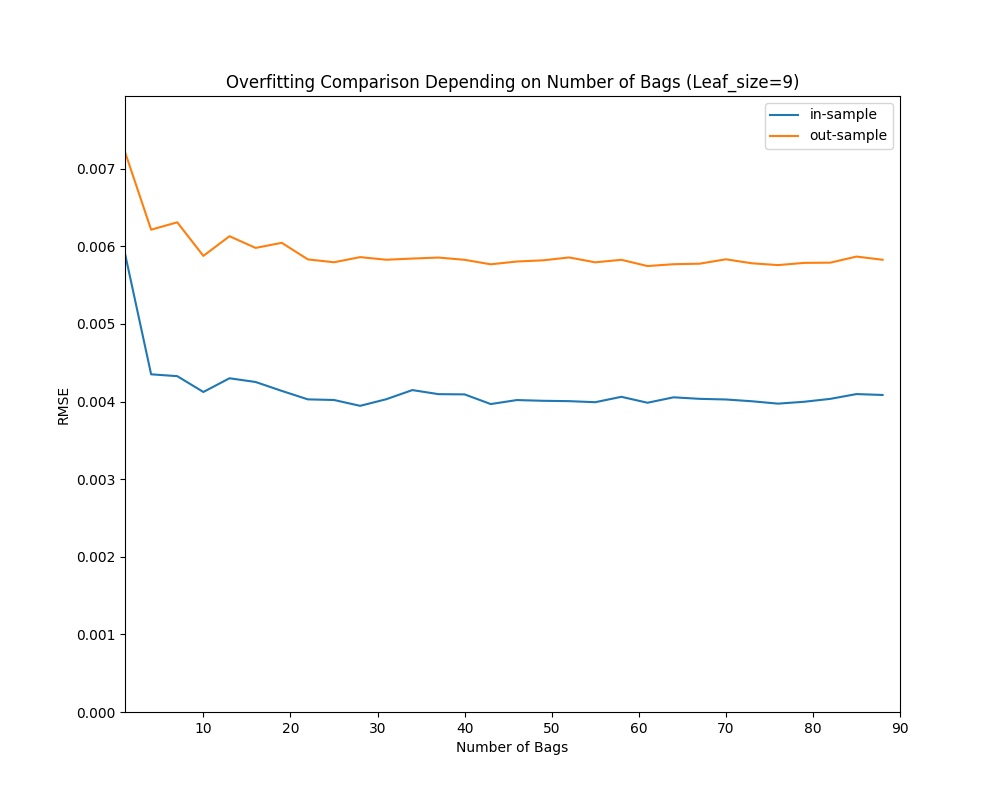 Overfitting Comparison Depending on Number of Bags (Leaf_size=9)
in-sample
out-sample
0.007
0.006
0.005
0.004
0.003
0.002
0.001
0.000
RMSE
10 20 30 40 50 60 70 80 90
Number of Bags